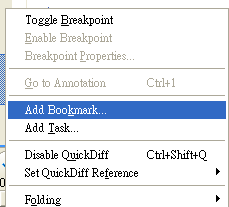 Toggle Breakpoint
Enable Breakpoint
Breakpoint Properties...
Go to Annotation Ctrl+1
Add Bookmark...
Add Task...
Disable QuickDiff Ctrl+Shift+Q
Set QuickDiff Reference
Folding